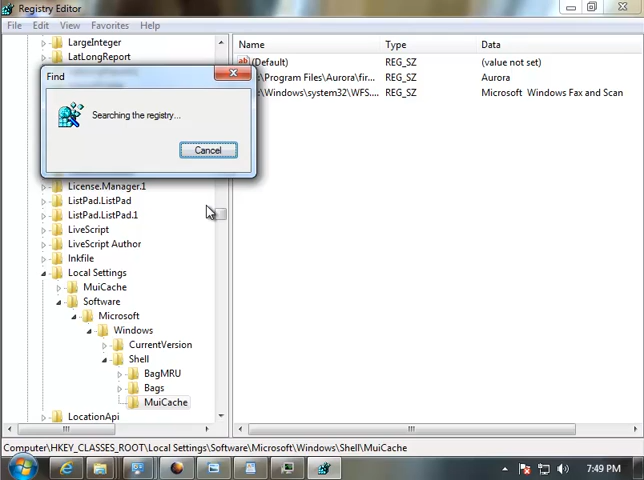 Registry Editor
File Edit View Favorites Help
LargeInteger
LatLongReport
Find
Searching the registry...
Cancel
License.Manager.1
ListPad.ListPad
ListPad.ListPad.1
LiveScript
LiveScript Author
lnkfile
Local Settings
MuiCache
Software
Microsoft
Windows
CurrentVersion
Shell
BagMRU
Bags
MuiCache
LocationApi
Name Type Data
ab (Default) REG_SZ (value not set)
e:\Program Files/Aurora/fir... REG_SZ Aurora
e:\Windows\system32\WFS.... REG_SZ Microsoft Windows Fax and Scan
Computer\HKEY_CLASSES_ROOT\Local Settings\Software\Microsoft\Windows\Shell\MuiCache
7:49 PM